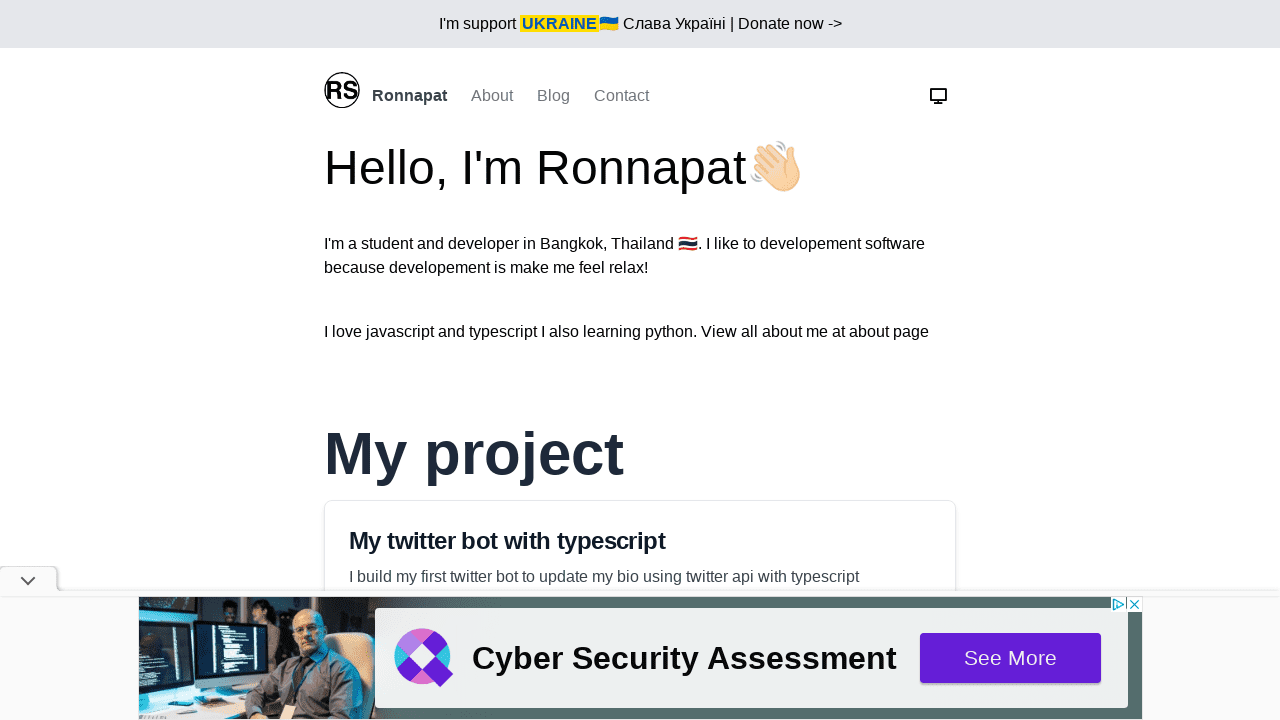 I'm support UKRAINE🇺🇦 Слава Україні | Donate now ->
RS Ronnapat About Blog Contact
Hello, I'm Ronnapat👋🏻
I'm a student and developer in Bangkok, Thailand 🇹🇭. I like to developement software
because developement is make me feel relax!
I love javascript and typescript I also learning python. View all about me at about page
My project
My twitter bot with typescript
I build my first twitter bot to update my bio using twitter api with typescript
Cyber Security Assessment
See More